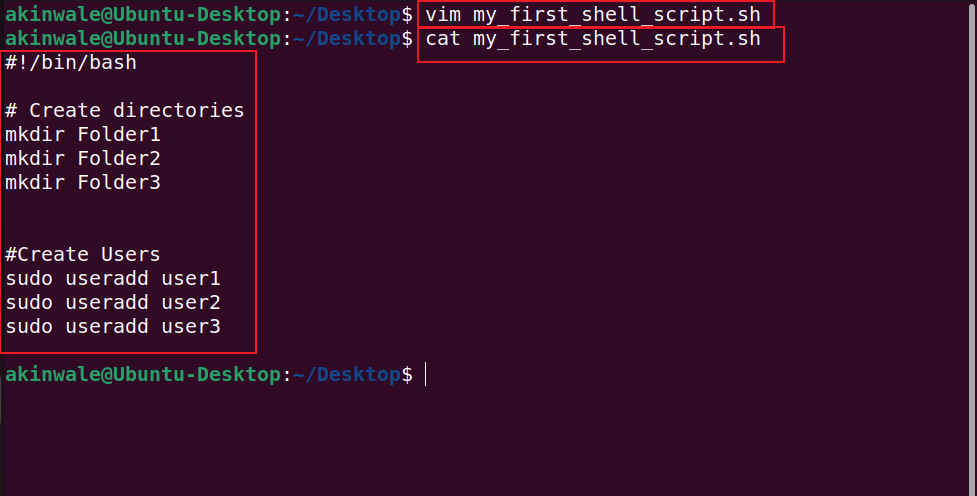 akinwale@Ubuntu-Desktop:~/Desktop$ vim my_first_shell_script.sh
akinwale@Ubuntu-Desktop:~/Desktop$ cat my_first_shell_script.sh
#!/bin/bash
# Create directories
mkdir Folder1
mkdir Folder2
mkdir Folder3
#Create Users
sudo useradd user1
sudo useradd user2
sudo useradd user3
akinwale@Ubuntu-Desktop:~/Desktop$